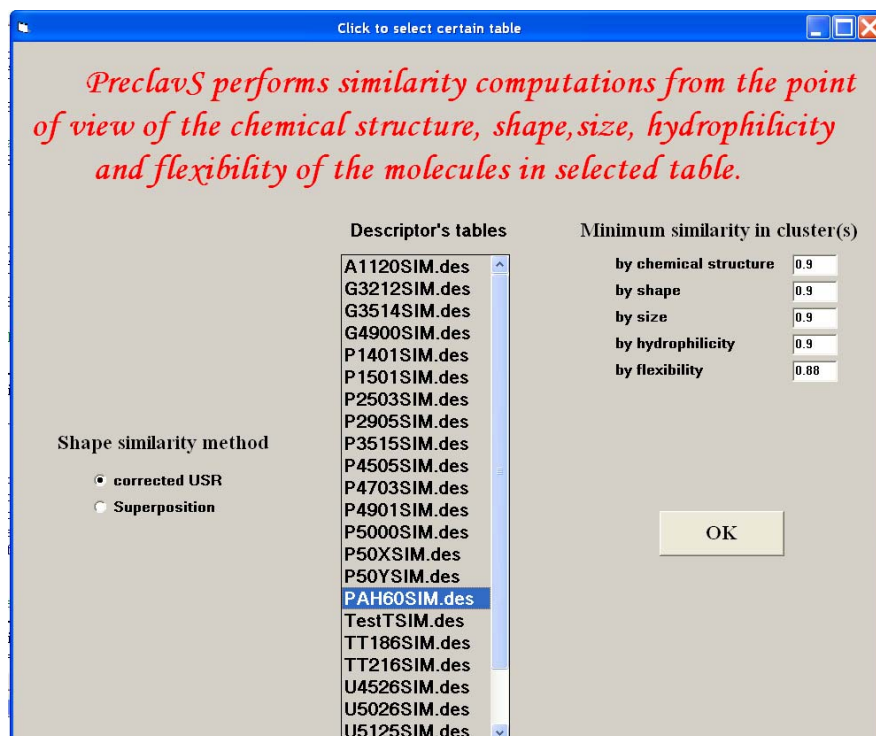 Click to select certain table
PreclavS performs similarity computations from the point
of view of the chemical structure, shape,size, hydrophilicity
and flexibility of the molecules in selected table.
Descriptor's tables
A1120SIM.des
G3212SIM.des
G3514SIM.des
G4900SIM.des
P1401SIM.des
P1501SIM.des
P2503SIM.des
P2905SIM.des
P3515SIM.des
P4505SIM.des
P4703SIM.des
P4901SIM.des
P5000SIM.des
P50XSIM.des
P50YSIM.des
PAH60SIM.des
TestTSIM.des
TT186SIM.des
TT216SIM.des
U4526SIM.des
U5026SIM.des
U5125SIM.des
Minimum similarity in cluster(s)
by chemical structure 0.9
by shape 0.9
by size 0.9
by hydrophilicity 0.9
by flexibility 0.88
Shape similarity method
corrected USR
Superposition
OK